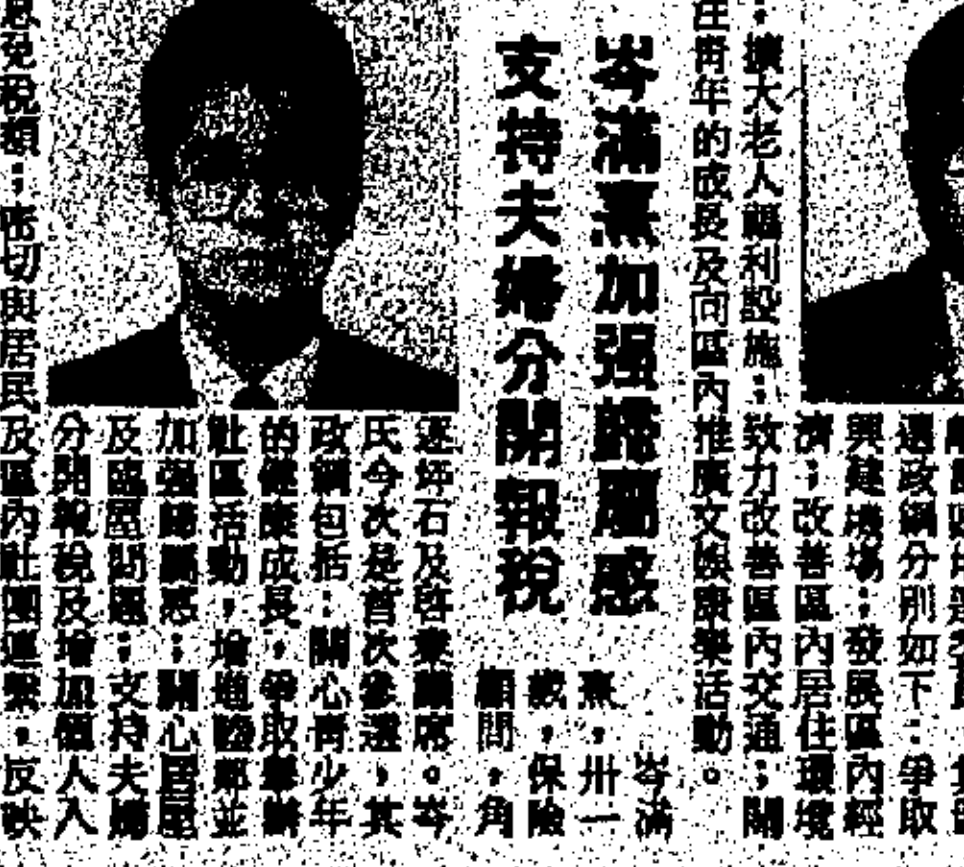 選政綱分別如下：爭取
興建墟場；發展區內經
濟；改善區內居住環境
；擴大老人福利設施；致力改善區內交通；關
注青年的成長及向區內推廣文娛康樂活動。
岑滿熹加强歸屬感
支持夫婦分開報稅
岑滿
熹，卅一
歲，保險
顧問，角
逐坪石及啓業議席。岑
氏今次是首次參選，其
政綱包括：關心青少年
的健康成長，爭取舉辦
社區活動，增進睦鄰並
加强歸屬感；關心居屋
及臨屋問題；支持夫婦
分開報稅及增加個人入
息免稅額；密切與居民及區內社團連繫，反映